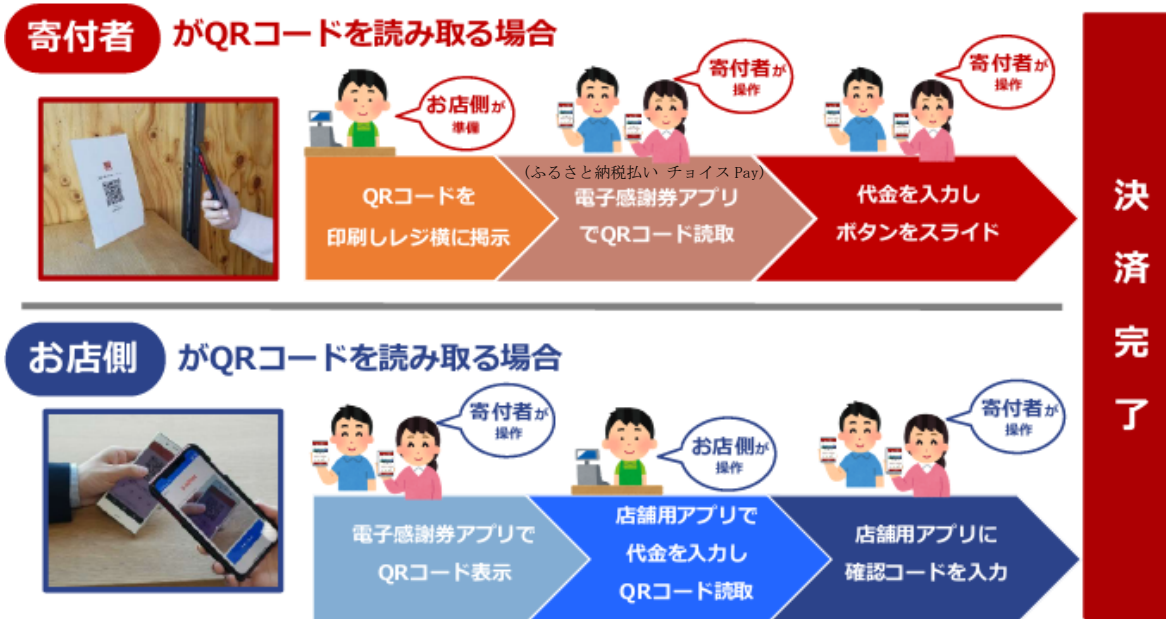 寄付者 がQRコードを読み取る場合
お店側が
準備
寄付者が
操作
寄付者が
操作
QRコードを
印刷しレジ横に掲示
(ふるさと納税払い チョイス Pay)
電子感謝券アプリ
でQRコード読取
代金を入力し
ボタンをスライド
お店側 がQRコードを読み取る場合
寄付者が
操作
お店側が
操作
寄付者が
操作
電子感謝券アプリで
QRコード表示
店舗用アプリで
代金を入力し
QRコード読取
店舗用アプリに
確認コードを入力
決済完了